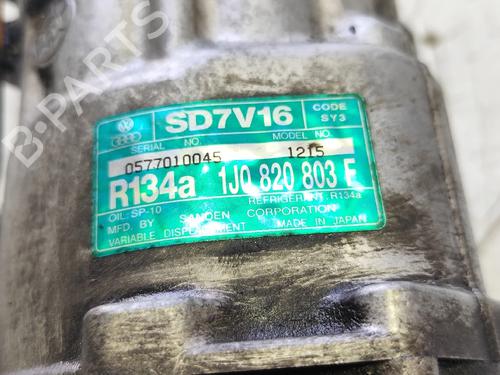 SD7V16 CODE SY3
SERIAL NO. MODEL NO.
0577010045 1215
R134a 1J0 820 803 F
OIL: SP-10 REFRIGERANT: R134a
MFD. BY SANDEN CORPORATION
VARIABLE DISPLACEMENT MADE IN JAPAN
B-PARTS